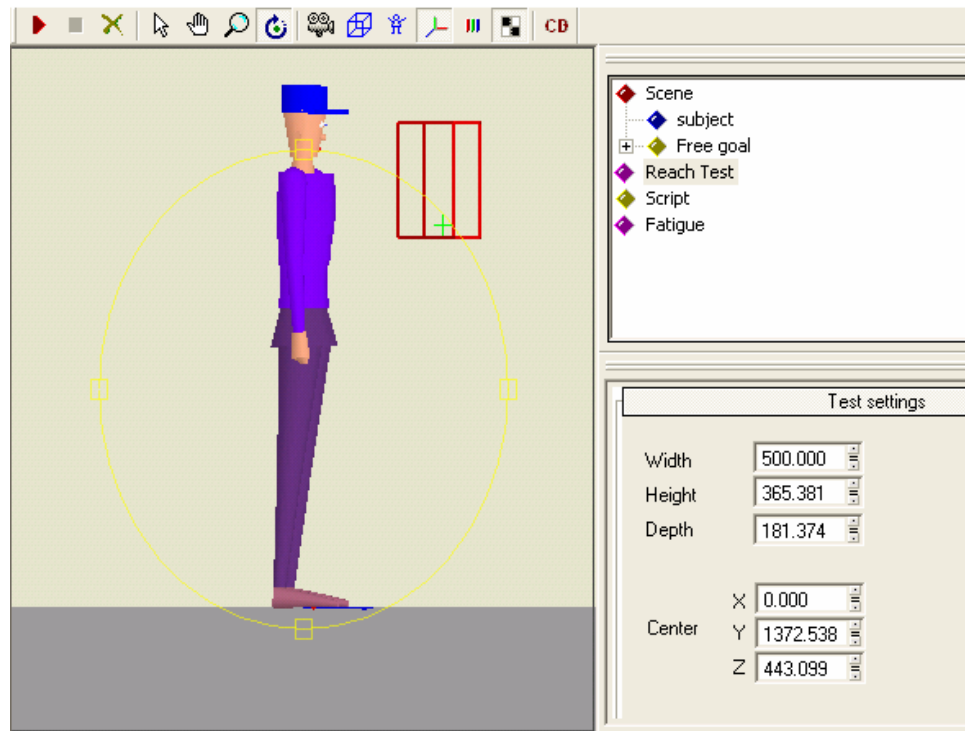 CD
Scene
subject
Free goal
Reach Test
Script
Fatigue
Test settings
Width 500.000
Height 365.381
Depth 181.374
X 0.000
Center Y 1372.538
Z 443.099